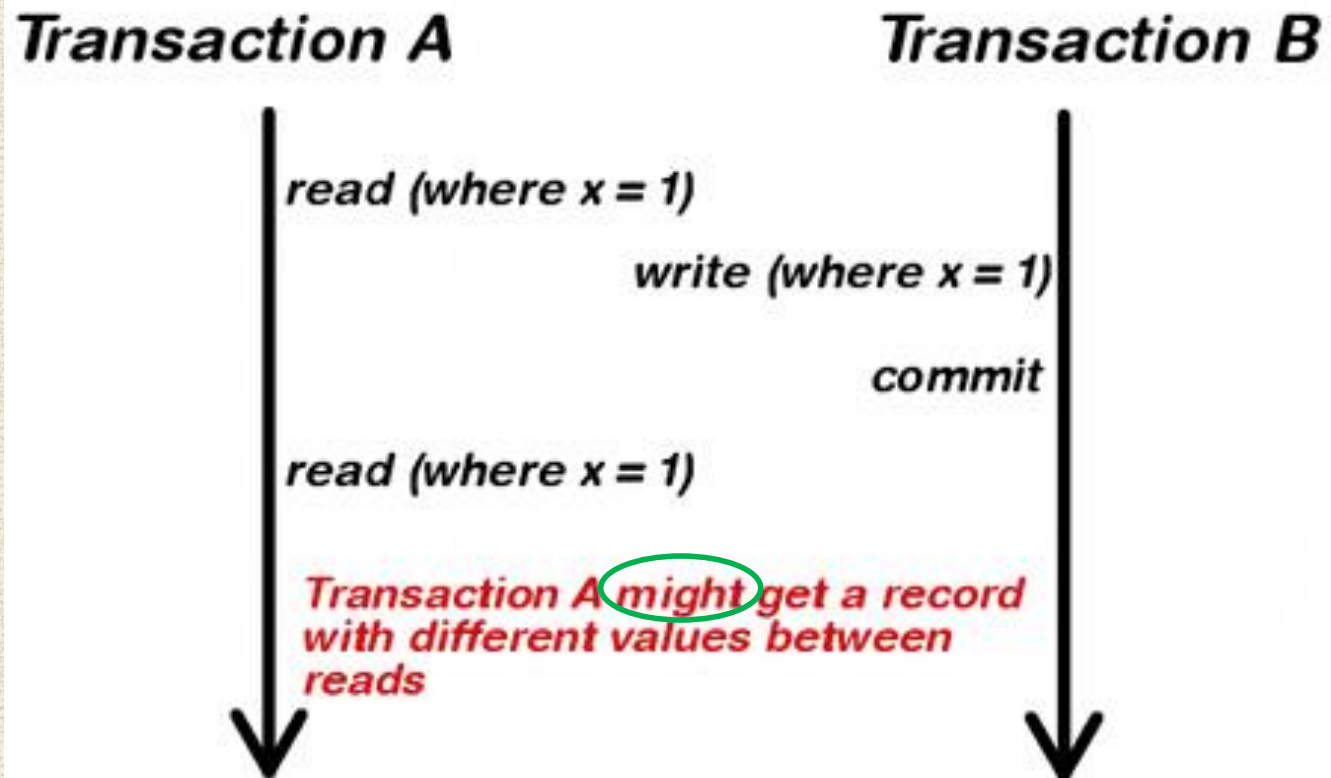 Transaction A
Transaction B
read (where x = 1)
write (where x = 1)
commit
read (where x = 1)
Transaction A might get a record
with different values between
reads